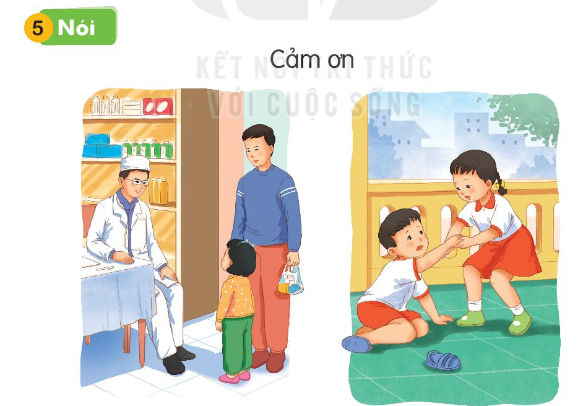 5 Nói
Cảm ơn
KẾT NỐI TRI THỨC
VỚI CUỘC SỐNG